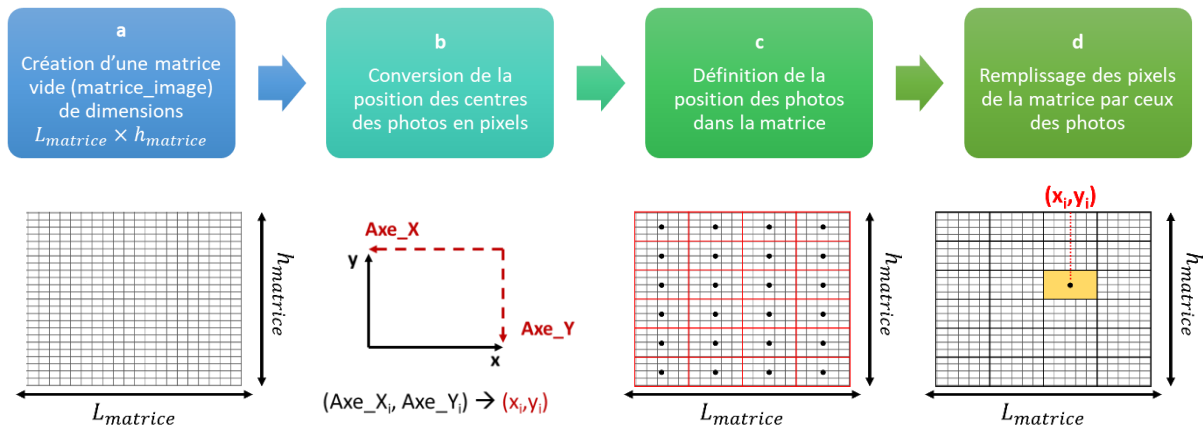 a
Création d'une matrice
vide (matrice_image)
de dimensions
L_matrice × h_matrice
b
Conversion de la
position des centres
des photos en pixels
c
Définition de la
position des photos
dans la matrice
d
Remplissage des pixels
de la matrice par ceux
des photos
h_matrice
L_matrice
Axe_X
y
Axe_Y
x
(Axe_X_i, Axe_Y_i) → (x_i,y_i)
h_matrice
L_matrice
(x_i,y_i)
h_matrice
L_matrice